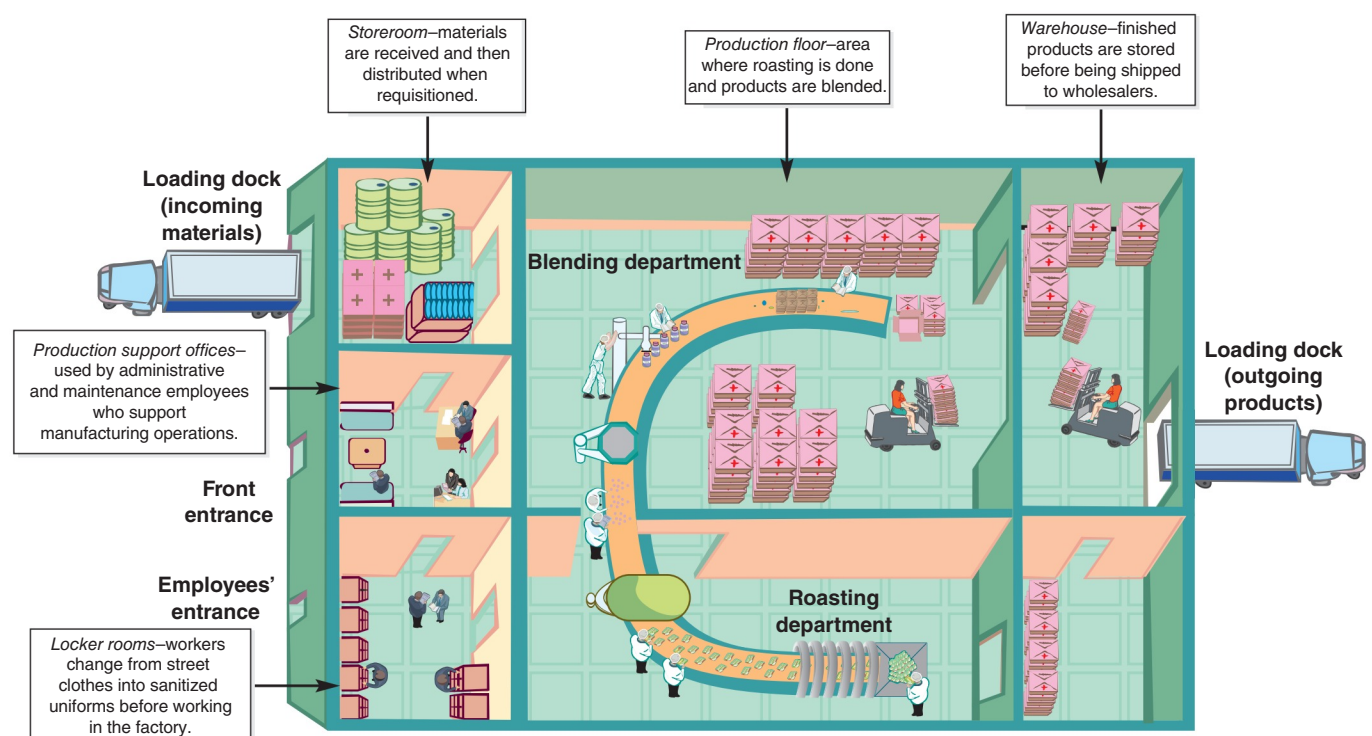 Storeroom–materials
are received and then
distributed when
requisitioned.
Production floor–area
where roasting is done
and products are blended.
Warehouse–finished
products are stored
before being shipped
to wholesalers.
Loading dock
(incoming
materials)
Blending department
Production support offices–
used by administrative
and maintenance employees
who support
manufacturing operations.
Loading dock
(outgoing
products)
Front
entrance
Employees’
entrance
Roasting
department
Locker rooms–workers
change from street
clothes into sanitized
uniforms before working
in the factory.